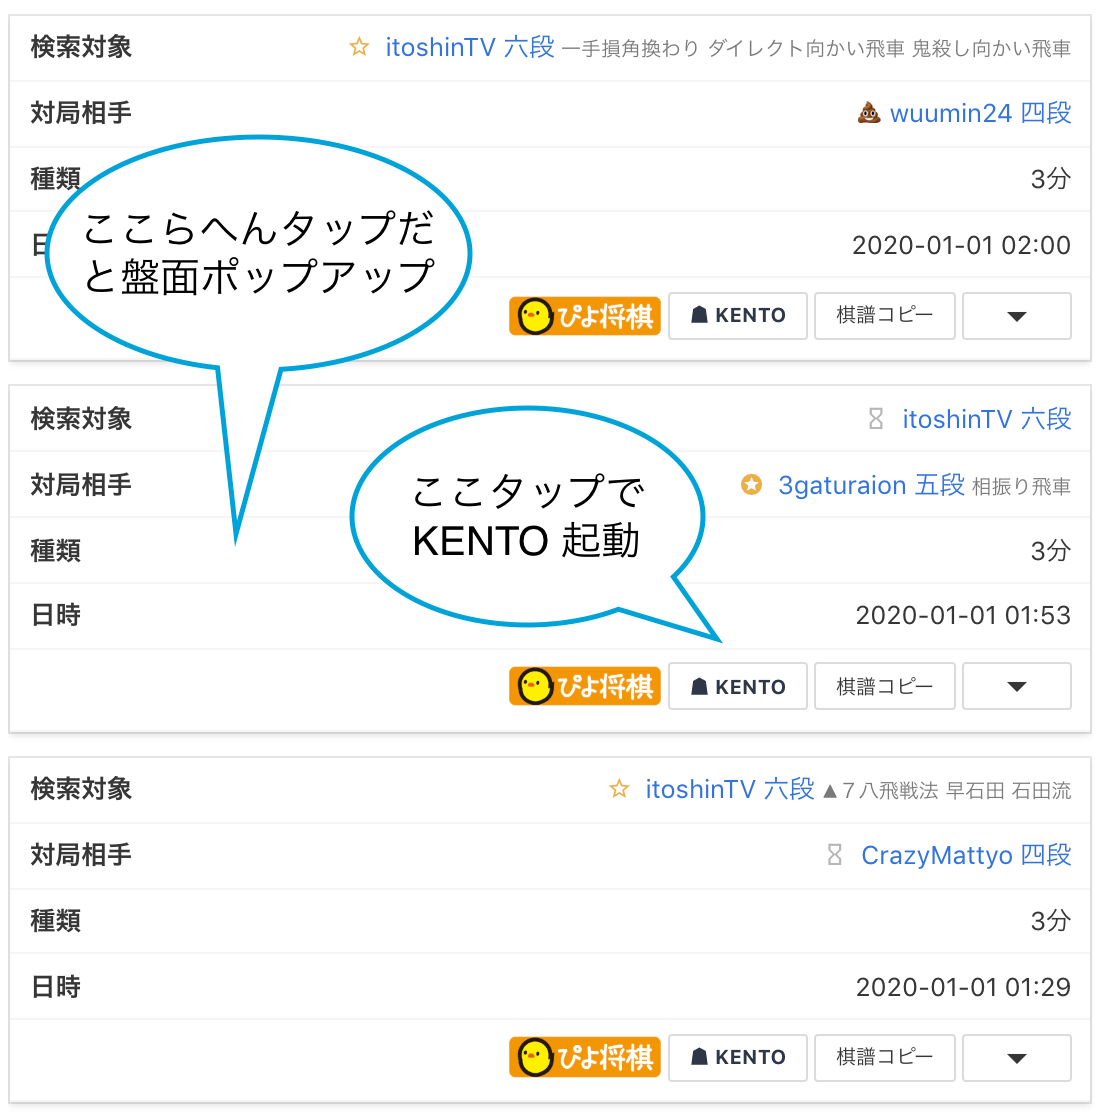 検索対象
itoshinTV 六段 一手損角換わり ダイレクト向かい飛車 鬼殺し向かい飛車
対局相手
wuumin24 四段
種類
3分
日
2020-01-01 02:00
ここらへんタップだ
と盤面ポップアップ
ぴよ将棋 KENTO 棋譜コピー
検索対象
itoshinTV 六段
対局相手
3gaturaion 五段 相振り飛車
種類
3分
日時
2020-01-01 01:53
ここタップで
KENTO 起動
ぴよ将棋 KENTO 棋譜コピー
検索対象
itoshinTV 六段 ▲７八飛戦法 早石田 石田流
対局相手
CrazyMattyo 四段
種類
3分
日時
2020-01-01 01:29
ぴよ将棋 KENTO 棋譜コピー